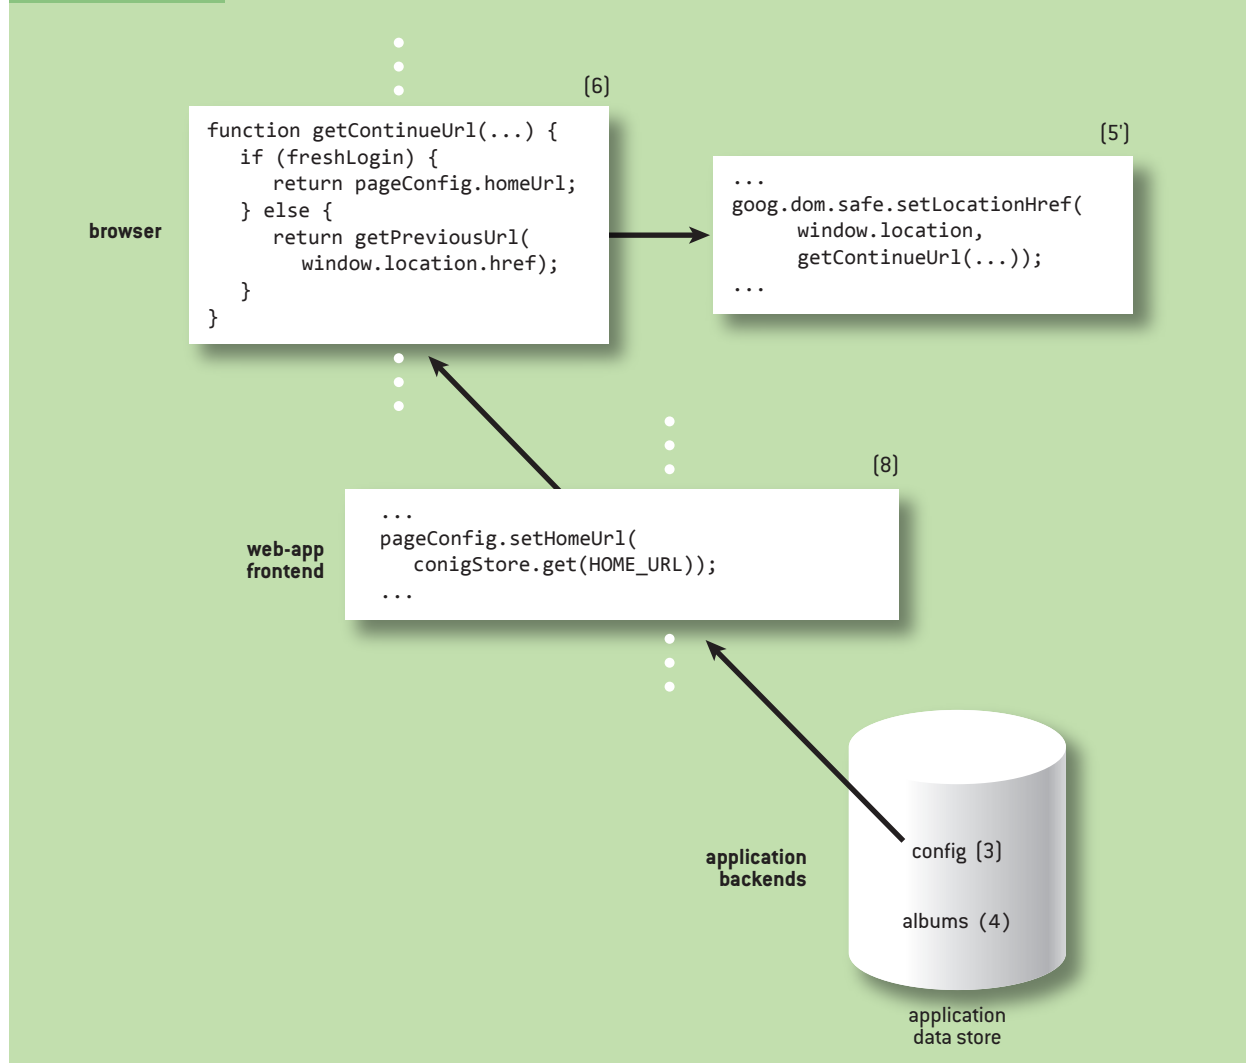 (6)
function getContinueUrl(...) {
if (freshLogin) {
return pageConfig.homeUrl;
} else {
return getPreviousUrl(
window.location.href);
}
}
browser
(5')
...
goog.dom.safe.setLocationHref(
window.location,
getContinueUrl(...));
...
(8)
...
pageConfig.setHomeUrl(
conigStore.get(HOME_URL));
...
web-app
frontend
application
backends
config (3)
albums (4)
application
data store